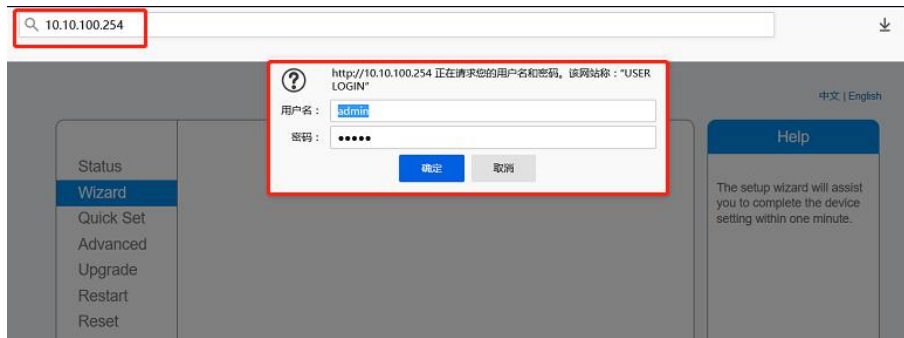 10.10.100.254
http://10.10.100.254 正在请求您的用户名和密码。该网站称："USER
LOGIN"
用户名：
admin
密码：
●●●●●
确定
取消
中文 | English
Status
Wizard
Quick Set
Advanced
Upgrade
Restart
Reset
Help
The setup wizard will assist
you to complete the device
setting within one minute.